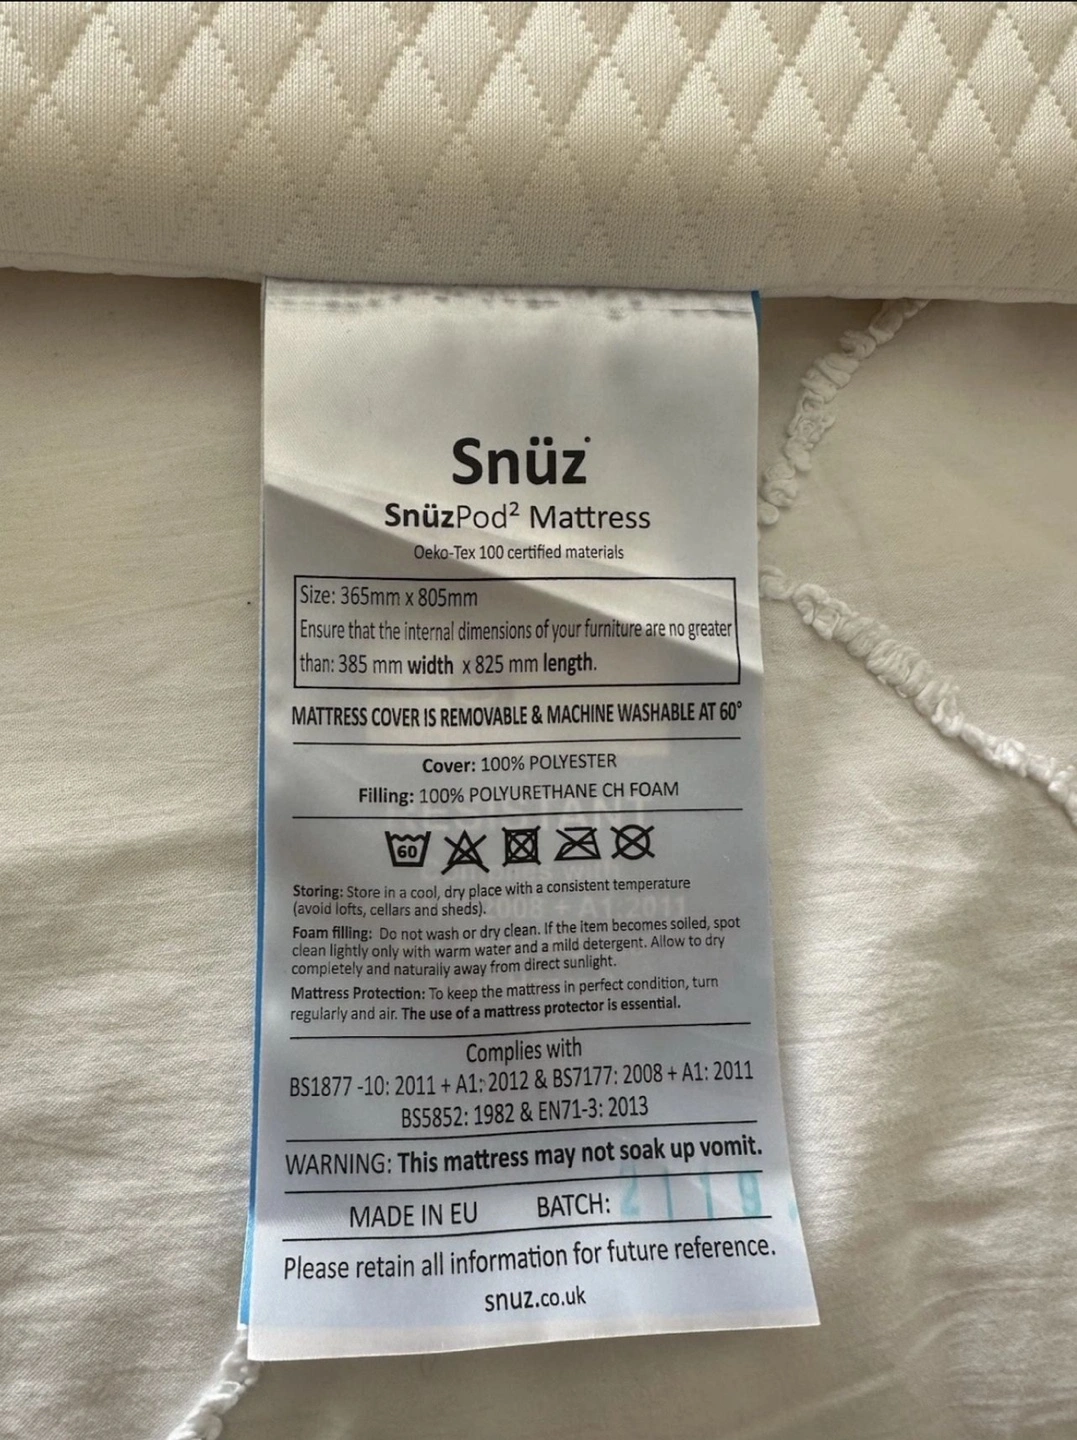 Snüz
SnüzPod² Mattress
Oeko-Tex 100 certified materials
Size: 365mm x 805mm
Ensure that the internal dimensions of your furniture are no greater
than: 385 mm width x 825 mm length.
MATTRESS COVER IS REMOVABLE & MACHINE WASHABLE AT 60°
Cover: 100% POLYESTER
Filling: 100% POLYURETHANE CH FOAM
60
Storing: Store in a cool, dry place with a consistent temperature
(avoid lofts, cellars and sheds).
Foam filling: Do not wash or dry clean. If the item becomes soiled, spot
clean lightly only with warm water and a mild detergent. Allow to dry
completely and naturally away from direct sunlight.
Mattress Protection: To keep the mattress in perfect condition, turn
regularly and air. The use of a mattress protector is essential.
Complies with
BS1877 -10: 2011 + A1: 2012 & BS7177: 2008 + A1: 2011
BS5852: 1982 & EN71-3: 2013
WARNING: This mattress may not soak up vomit.
MADE IN EU BATCH:
Please retain all information for future reference.
snuz.co.uk